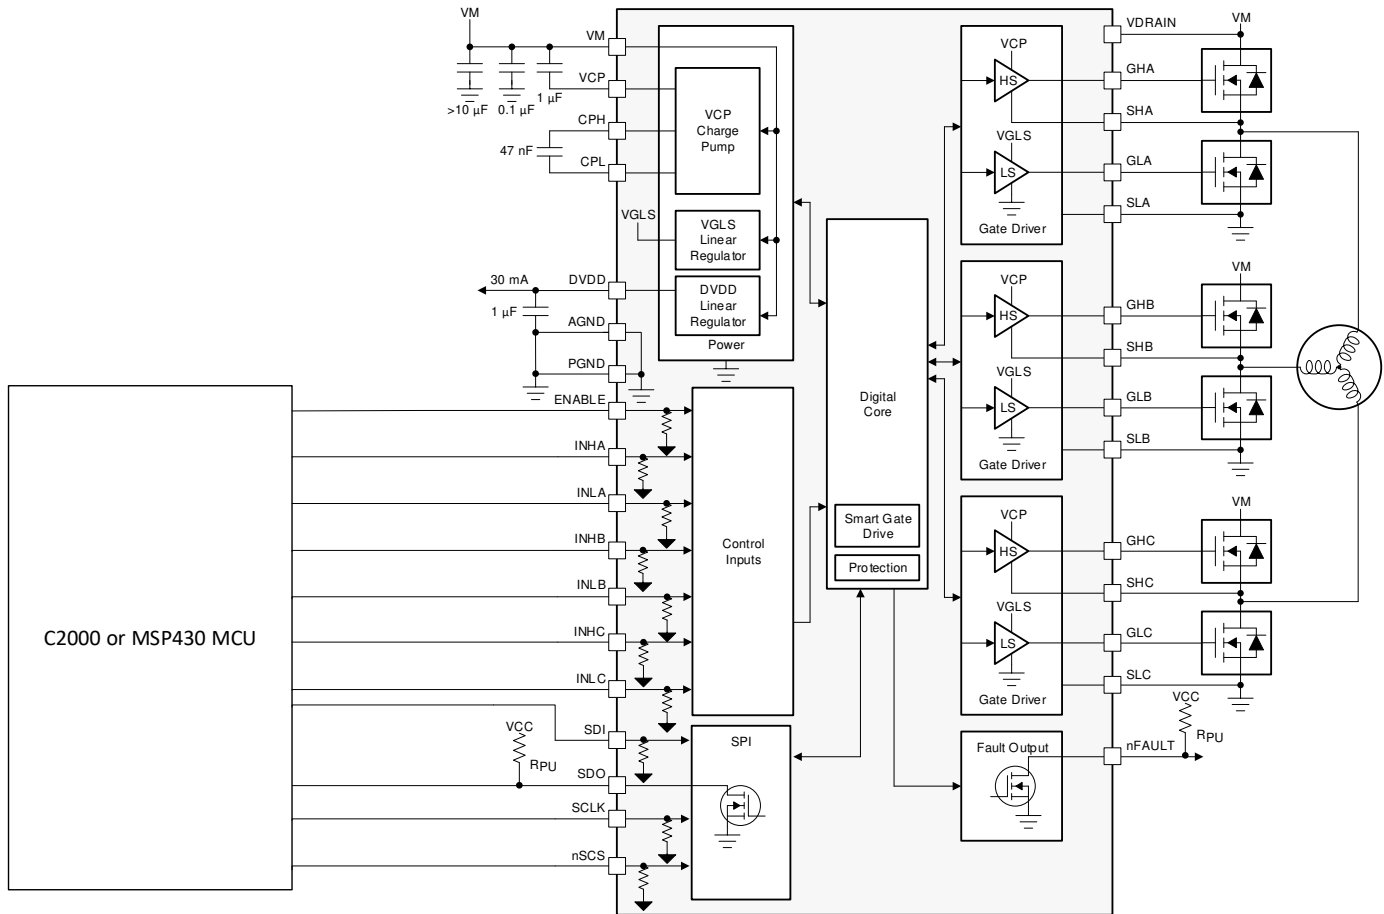 VM
VM
>10 µF
0.1 µF
1 µF
VCP
CPH
47 nF
CPL
30 mA
DVDD
1 µF
AGND
PGND
ENABLE
INHA
INLA
INHB
INLB
INHC
INLC
SDI
VCC
RPU
SDO
SCLK
nSCS
C2000 or MSP430 MCU
VCP
Charge
Pump
VGLS
VGLS
Linear
Regulator
DVDD
Linear
Regulator
Power
Control
Inputs
SPI
Digital
Core
Smart Gate
Drive
Protection
VCP
HS
VGLS
LS
Gate Driver
VCP
HS
VGLS
LS
Gate Driver
VCP
HS
VGLS
LS
Gate Driver
Fault Output
VDRAIN
VM
GHA
SHA
GLA
SLA
VM
GHB
SHB
GLB
SLB
VM
GHC
SHC
GLC
SLC
VCC
RPU
nFAULT